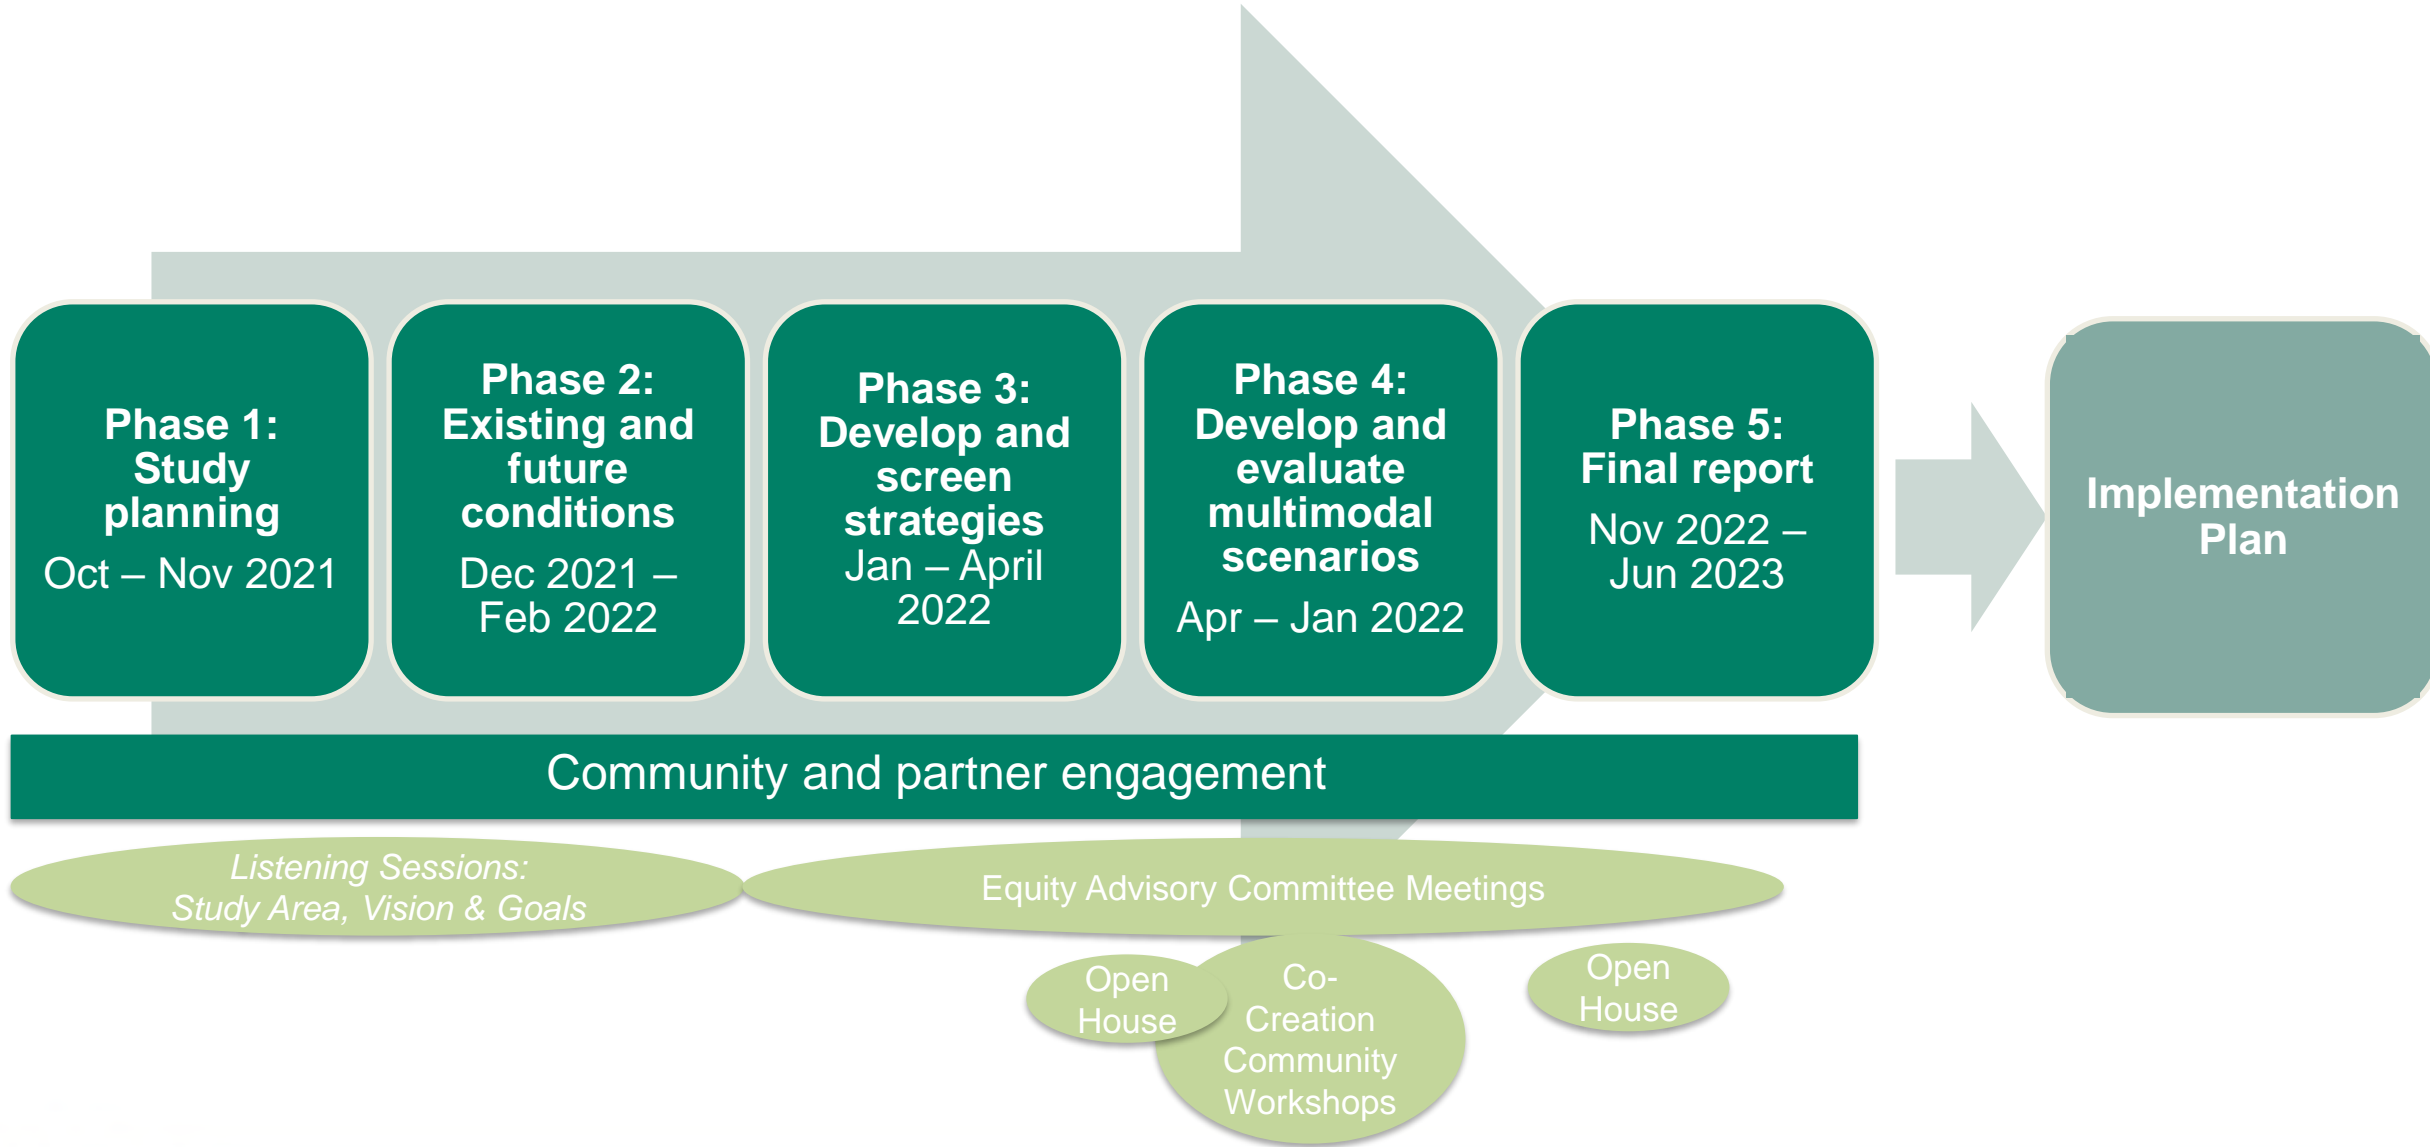 Phase 1:
Study
planning
Oct – Nov 2021
Phase 2:
Existing and
future
conditions
Dec 2021 –
Feb 2022
Phase 3:
Develop and
screen
strategies
Jan – April
2022
Phase 4:
Develop and
evaluate
multimodal
scenarios
Apr – Jan 2022
Phase 5:
Final report
Nov 2022 –
Jun 2023
Implementation
Plan
Community and partner engagement
Listening Sessions:
Study Area, Vision & Goals
Equity Advisory Committee Meetings
Open
House
Co-
Creation
Community
Workshops
Open
House